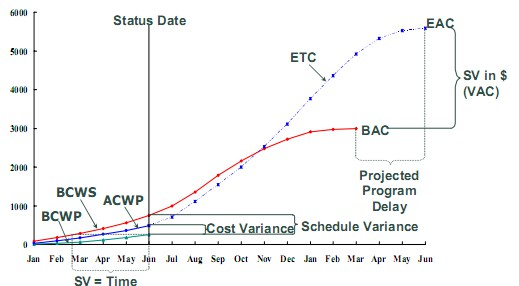 6000
5000
4000
3000
2000
1000
0
Status Date
EAC
ETC
SV in $
(VAC)
BAC
Projected
Program
Delay
BCWS
ACWP
BCWP
Cost Variance
Schedule Variance
Jan Feb Mar Apr May Jun Jul Aug Sep Oct Nov Dec Jan Feb Mar Apr May Jun
SV = Time